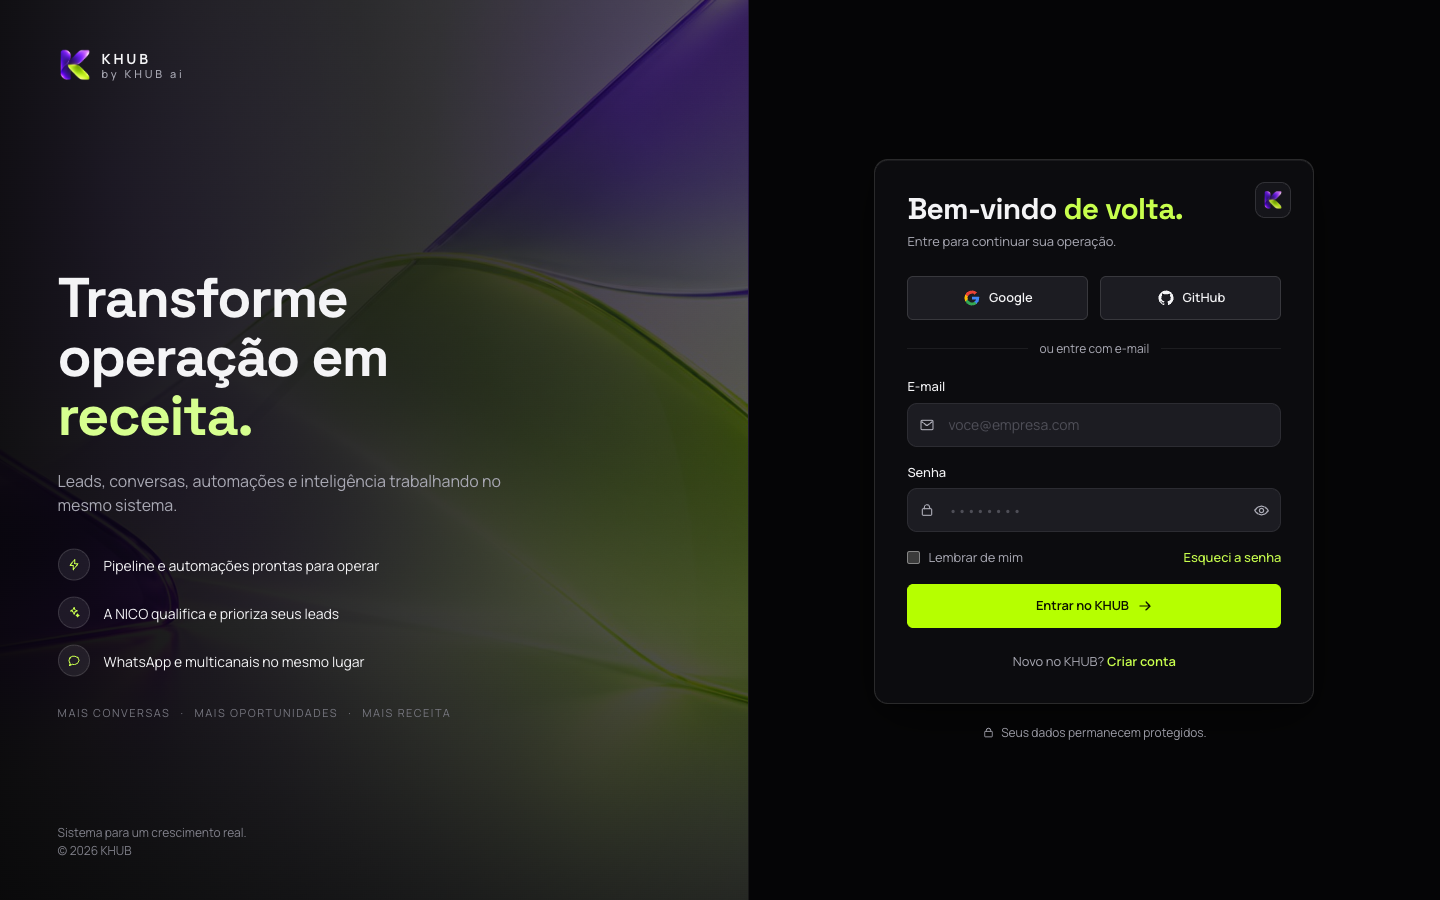 KHUB
by KHUB ai
Transforme
operação em
receita.
Leads, conversas, automações e inteligência trabalhando no
mesmo sistema.
Pipeline e automações prontas para operar
A NICO qualifica e prioriza seus leads
WhatsApp e multicanais no mesmo lugar
MAIS CONVERSAS · MAIS OPORTUNIDADES · MAIS RECEITA
Sistema para um crescimento real.
© 2026 KHUB
Bem-vindo de volta.
Entre para continuar sua operação.
Google
GitHub
ou entre com e-mail
E-mail
voce@empresa.com
Senha
••••••••
Lembrar de mim
Esqueci a senha
Entrar no KHUB →
Novo no KHUB? Criar conta
Seus dados permanecem protegidos.